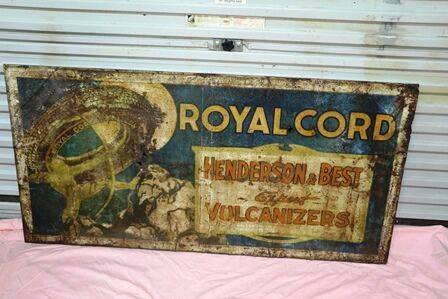 ROYAL CORD
HENDERSON & BEST
Expert
VULCANIZERS